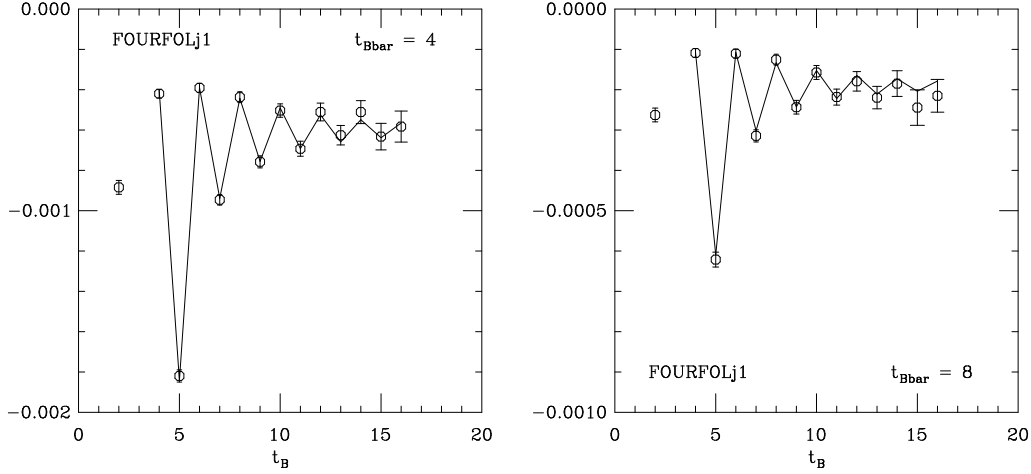 0.000
FOURFOLj1
t_Bbar = 4
−0.001
−0.002
0 5 10 15 20
t_B
0.0000
−0.0005
FOURFOLj1
t_Bbar = 8
−0.0010
0 5 10 15 20
t_B